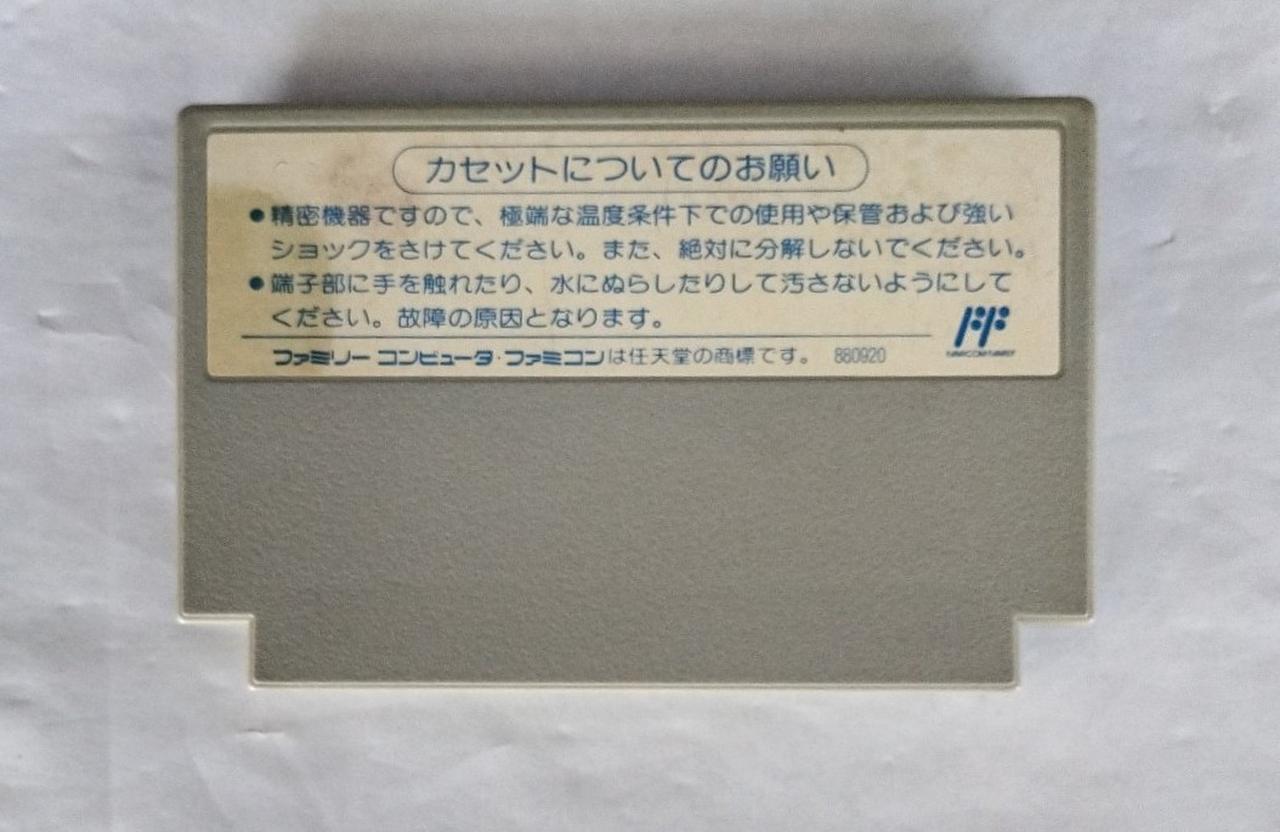 カセットについてのお願い
●精密機器ですので、極端な温度条件下での使用や保管および強い
ショックをさけてください。また、絶対に分解しないでください。
●端子部に手を触れたり、水にぬらしたりして汚さないようにして
ください。故障の原因となります。
FAMICOM FAMILY
ファミリー コンピュータ・ファミコンは任天堂の商標です。 880920